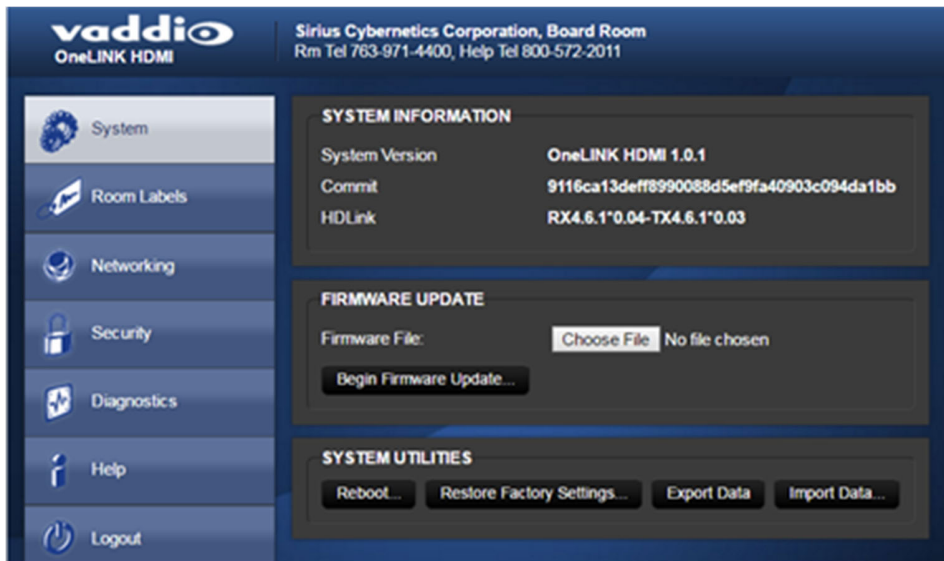 vaddio
OneLINK HDMI
Sirius Cybernetics Corporation, Board Room
Rm Tel 763-971-4400, Help Tel 800-572-2011
System
Room Labels
Networking
Security
Diagnostics
Help
Logout
SYSTEM INFORMATION
System Version OneLINK HDMI 1.0.1
Commit 9116ca13deff8990088d5ef9fa40903c094da1bb
HDLink RX4.6.1*0.04-TX4.6.1*0.03
FIRMWARE UPDATE
Firmware File: Choose File No file chosen
Begin Firmware Update...
SYSTEM UTILITIES
Reboot... Restore Factory Settings... Export Data Import Data...